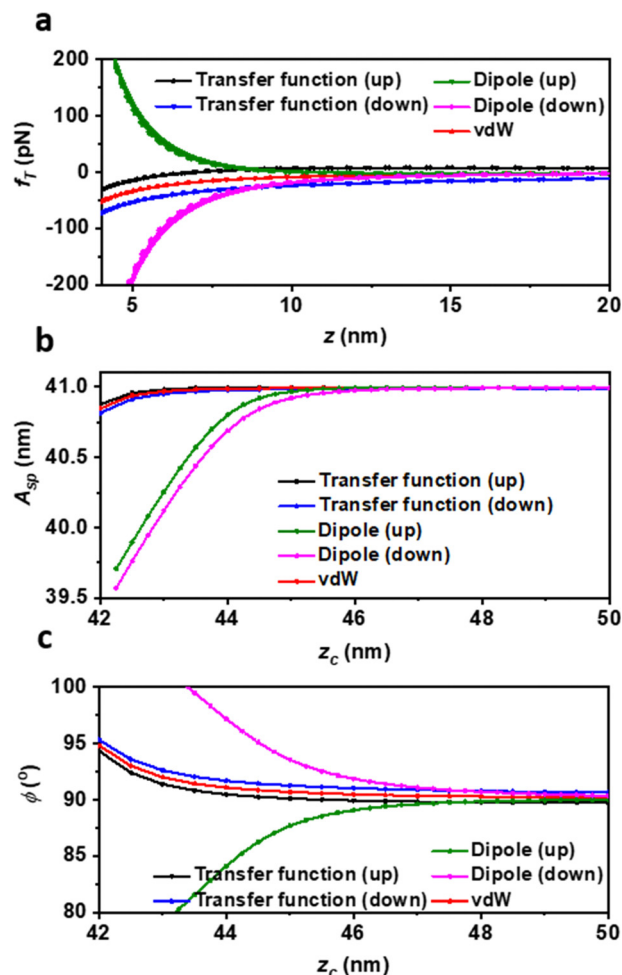 a
200
100
0
-100
-200
f_T (pN)
Transfer function (up)
Transfer function (down)
Dipole (up)
Dipole (down)
vdW
5
10
15
20
z (nm)
b
41.0
40.5
40.0
39.5
A_sp (nm)
Transfer function (up)
Transfer function (down)
Dipole (up)
Dipole (down)
vdW
42
44
46
48
50
z_c (nm)
c
100
95
90
85
80
ϕ (°)
Transfer function (up)
Transfer function (down)
Dipole (up)
Dipole (down)
vdW
42
44
46
48
50
z_c (nm)